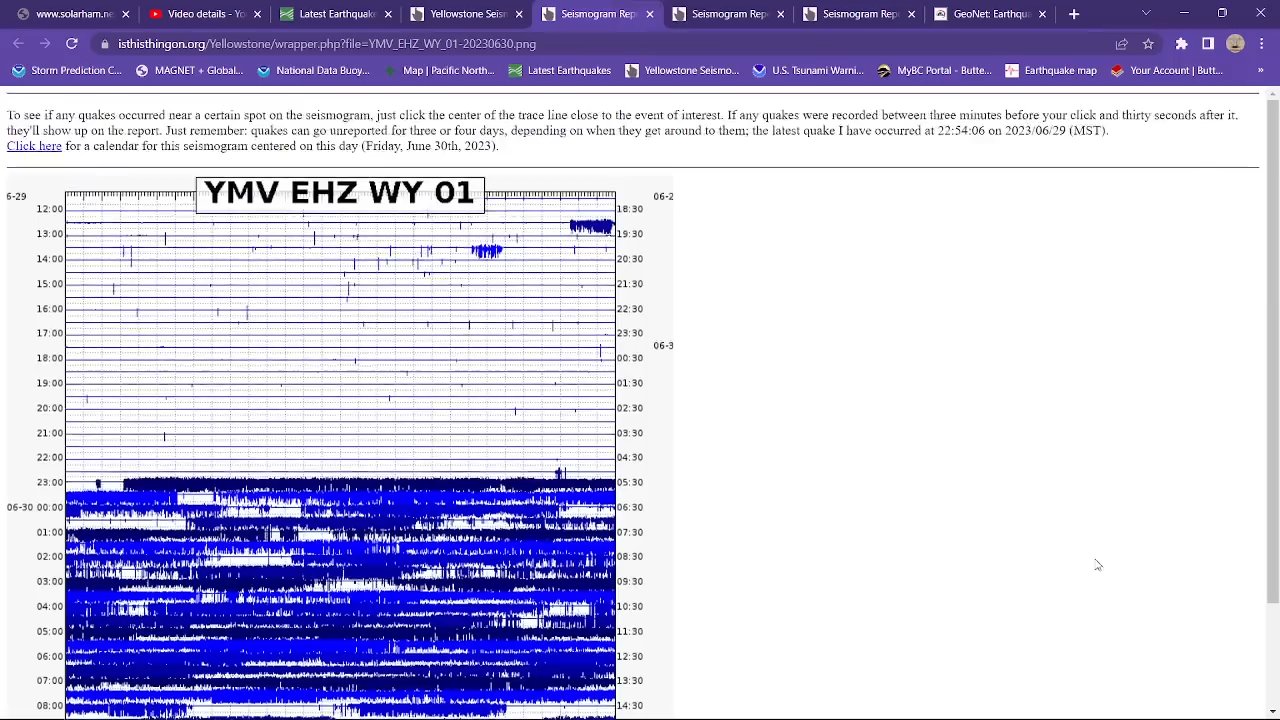 www.solarham.ne
Video details - Yo
Latest Earthquake
Yellowstone Seism
Seismogram Rep
Seismogram Rep
Seismogram Rep
GeoNet Earthqua
isthisthingon.org/Yellowstone/wrapper.php?file=YMV_EHZ_WY_01-20230630.png
Storm Prediction C...
MAGNET + Global...
National Data Buoy...
Map | Pacific North...
Latest Earthquakes
Yellowstone Seismo...
U.S. Tsunami Warni...
MyBC Portal - Butte...
Earthquake Monito...
Your Account | Butt...
To see if any quakes occurred near a certain spot on the seismogram, just click the center of the trace line close to the event of interest. If any quakes were recorded between three minutes before your click and thirty seconds after it.
they'll show up on the report. Just remember: quakes can go unreported for three or four days, depending on when they get around to them; the latest quake I have occurred at 22:54:06 on 2023/06/29 (MST).
Click here for a calendar for this seismogram centered on this day (Friday, June 30th, 2023).
YMV EHZ WY 01
6-29
06-2
12:00 18:30
13:00 19:30
14:00 20:30
15:00 21:30
16:00 22:30
17:00 23:30
06-3
18:00 00:30
19:00 01:30
20:00 02:30
21:00 03:30
22:00 04:30
23:00 05:30
06-30 00:00 06:30
01:00 07:30
02:00 08:30
03:00 09:30
04:00 10:30
05:00 11:30
06:00 12:30
07:00 13:30
08:00 14:30